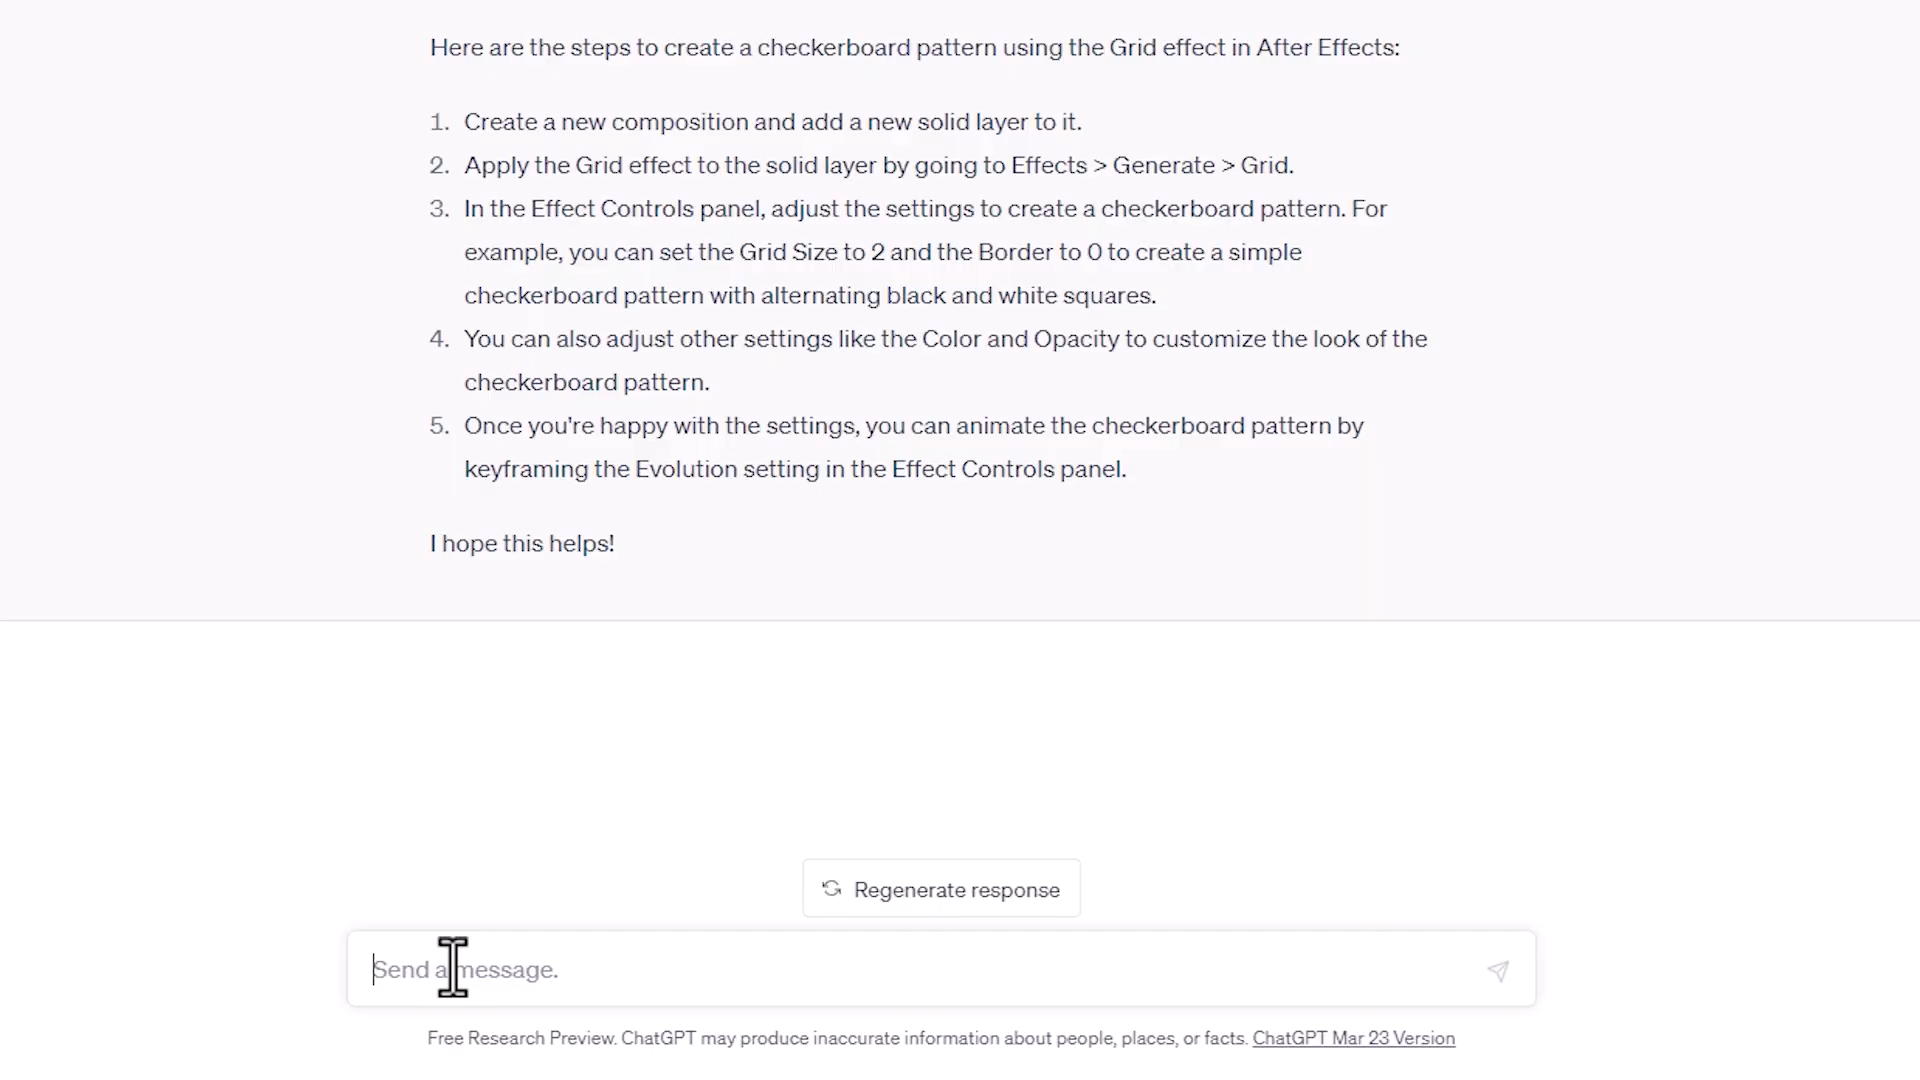 Here are the steps to create a checkerboard pattern using the Grid effect in After Effects:
1. Create a new composition and add a new solid layer to it.
2. Apply the Grid effect to the solid layer by going to Effects > Generate > Grid.
3. In the Effect Controls panel, adjust the settings to create a checkerboard pattern. For
example, you can set the Grid Size to 2 and the Border to 0 to create a simple
checkerboard pattern with alternating black and white squares.
4. You can also adjust other settings like the Color and Opacity to customize the look of the
checkerboard pattern.
5. Once you're happy with the settings, you can animate the checkerboard pattern by
keyframing the Evolution setting in the Effect Controls panel.
I hope this helps!
Regenerate response
Send a message.
Free Research Preview. ChatGPT may produce inaccurate information about people, places, or facts. ChatGPT Mar 23 Version